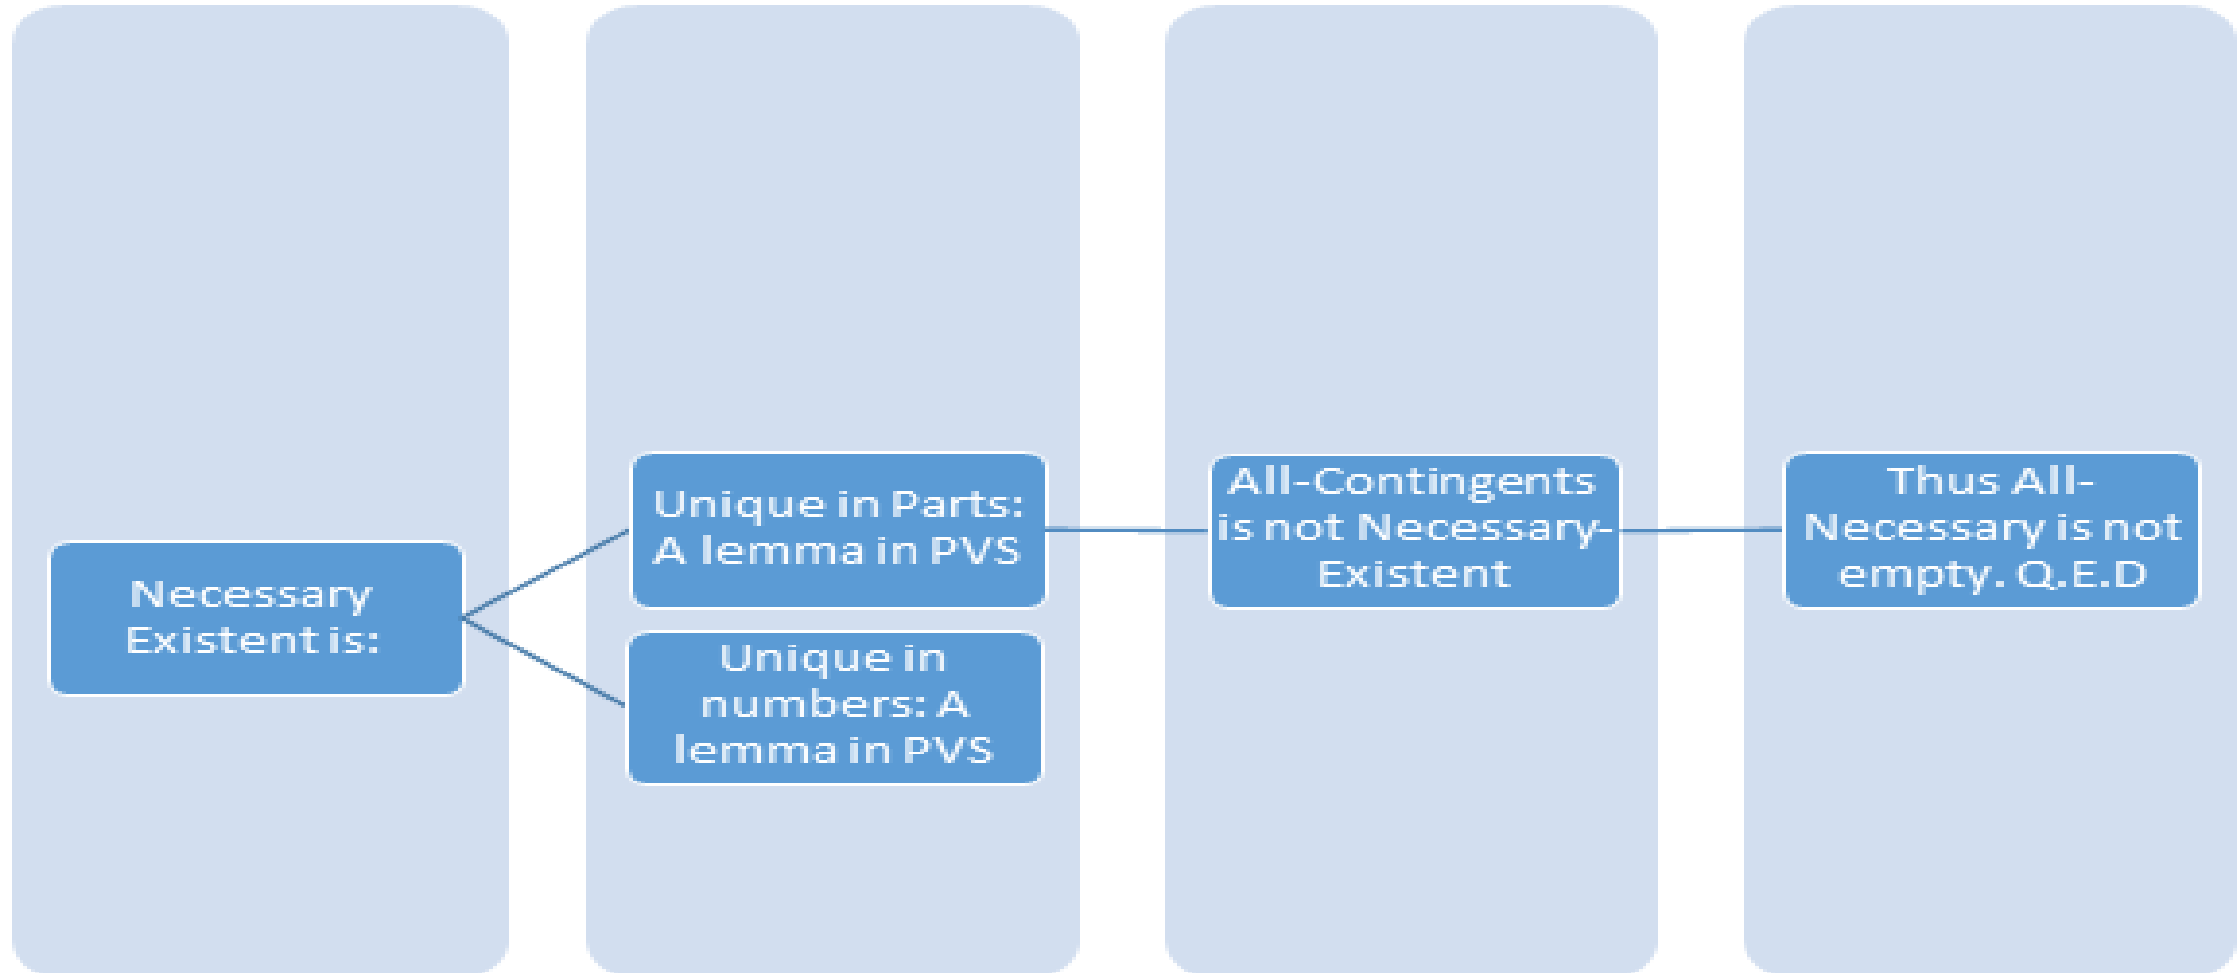 Necessary
Existent is:
Unique in Parts:
A lemma in PVS
Unique in
numbers: A
lemma in PVS
All-Contingents
is not Necessary-
Existent
Thus All-
Necessary is not
empty. Q.E.D